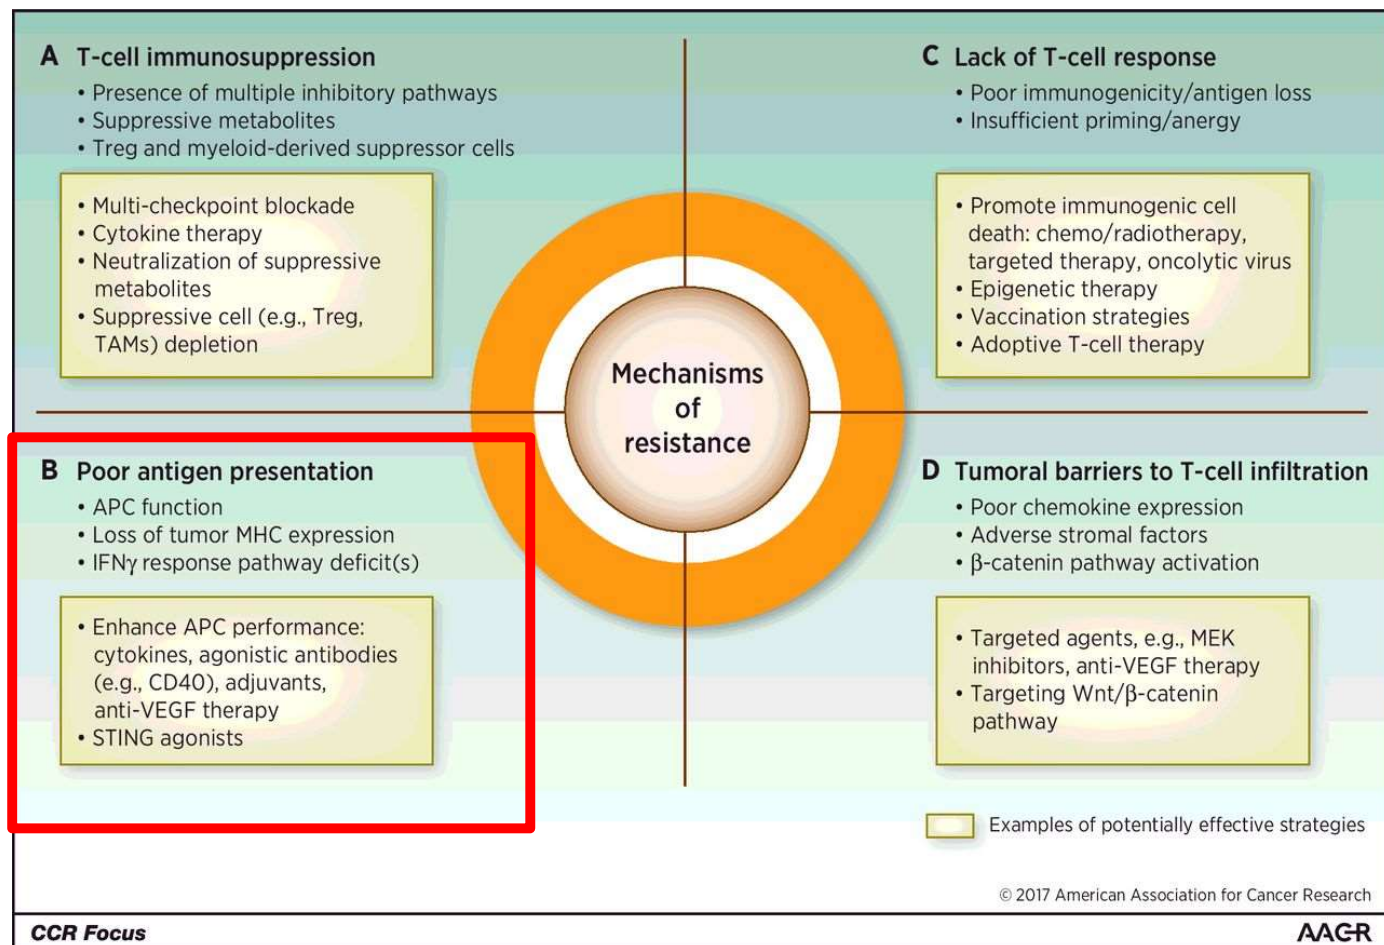 A T-cell immunosuppression
• Presence of multiple inhibitory pathways
• Suppressive metabolites
• Treg and myeloid-derived suppressor cells
• Multi-checkpoint blockade
• Cytokine therapy
• Neutralization of suppressive
metabolites
• Suppressive cell (e.g., Treg,
TAMs) depletion
C Lack of T-cell response
• Poor immunogenicity/antigen loss
• Insufficient priming/anergy
• Promote immunogenic cell
death: chemo/radiotherapy,
targeted therapy, oncolytic virus
• Epigenetic therapy
• Vaccination strategies
• Adoptive T-cell therapy
Mechanisms
of
resistance
B Poor antigen presentation
• APC function
• Loss of tumor MHC expression
• IFNγ response pathway deficit(s)
• Enhance APC performance:
cytokines, agonistic antibodies
(e.g., CD40), adjuvants,
anti-VEGF therapy
• STING agonists
D Tumoral barriers to T-cell infiltration
• Poor chemokine expression
• Adverse stromal factors
• β-catenin pathway activation
• Targeted agents, e.g., MEK
inhibitors, anti-VEGF therapy
• Targeting Wnt/β-catenin
pathway
Examples of potentially effective strategies
© 2017 American Association for Cancer Research
CCR Focus
AACR